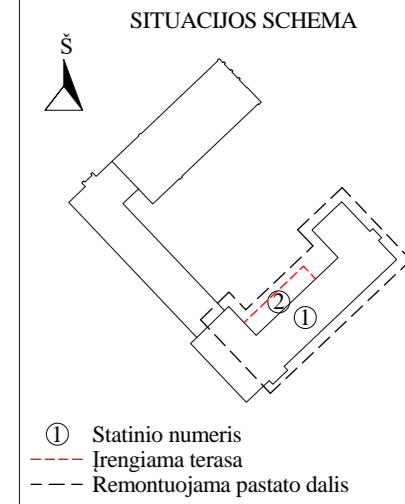 SITUACIJOS SCHEMA
Š
②
①
① Statinio numeris
Įrengiama terasa
Remontuojama pastato dalis